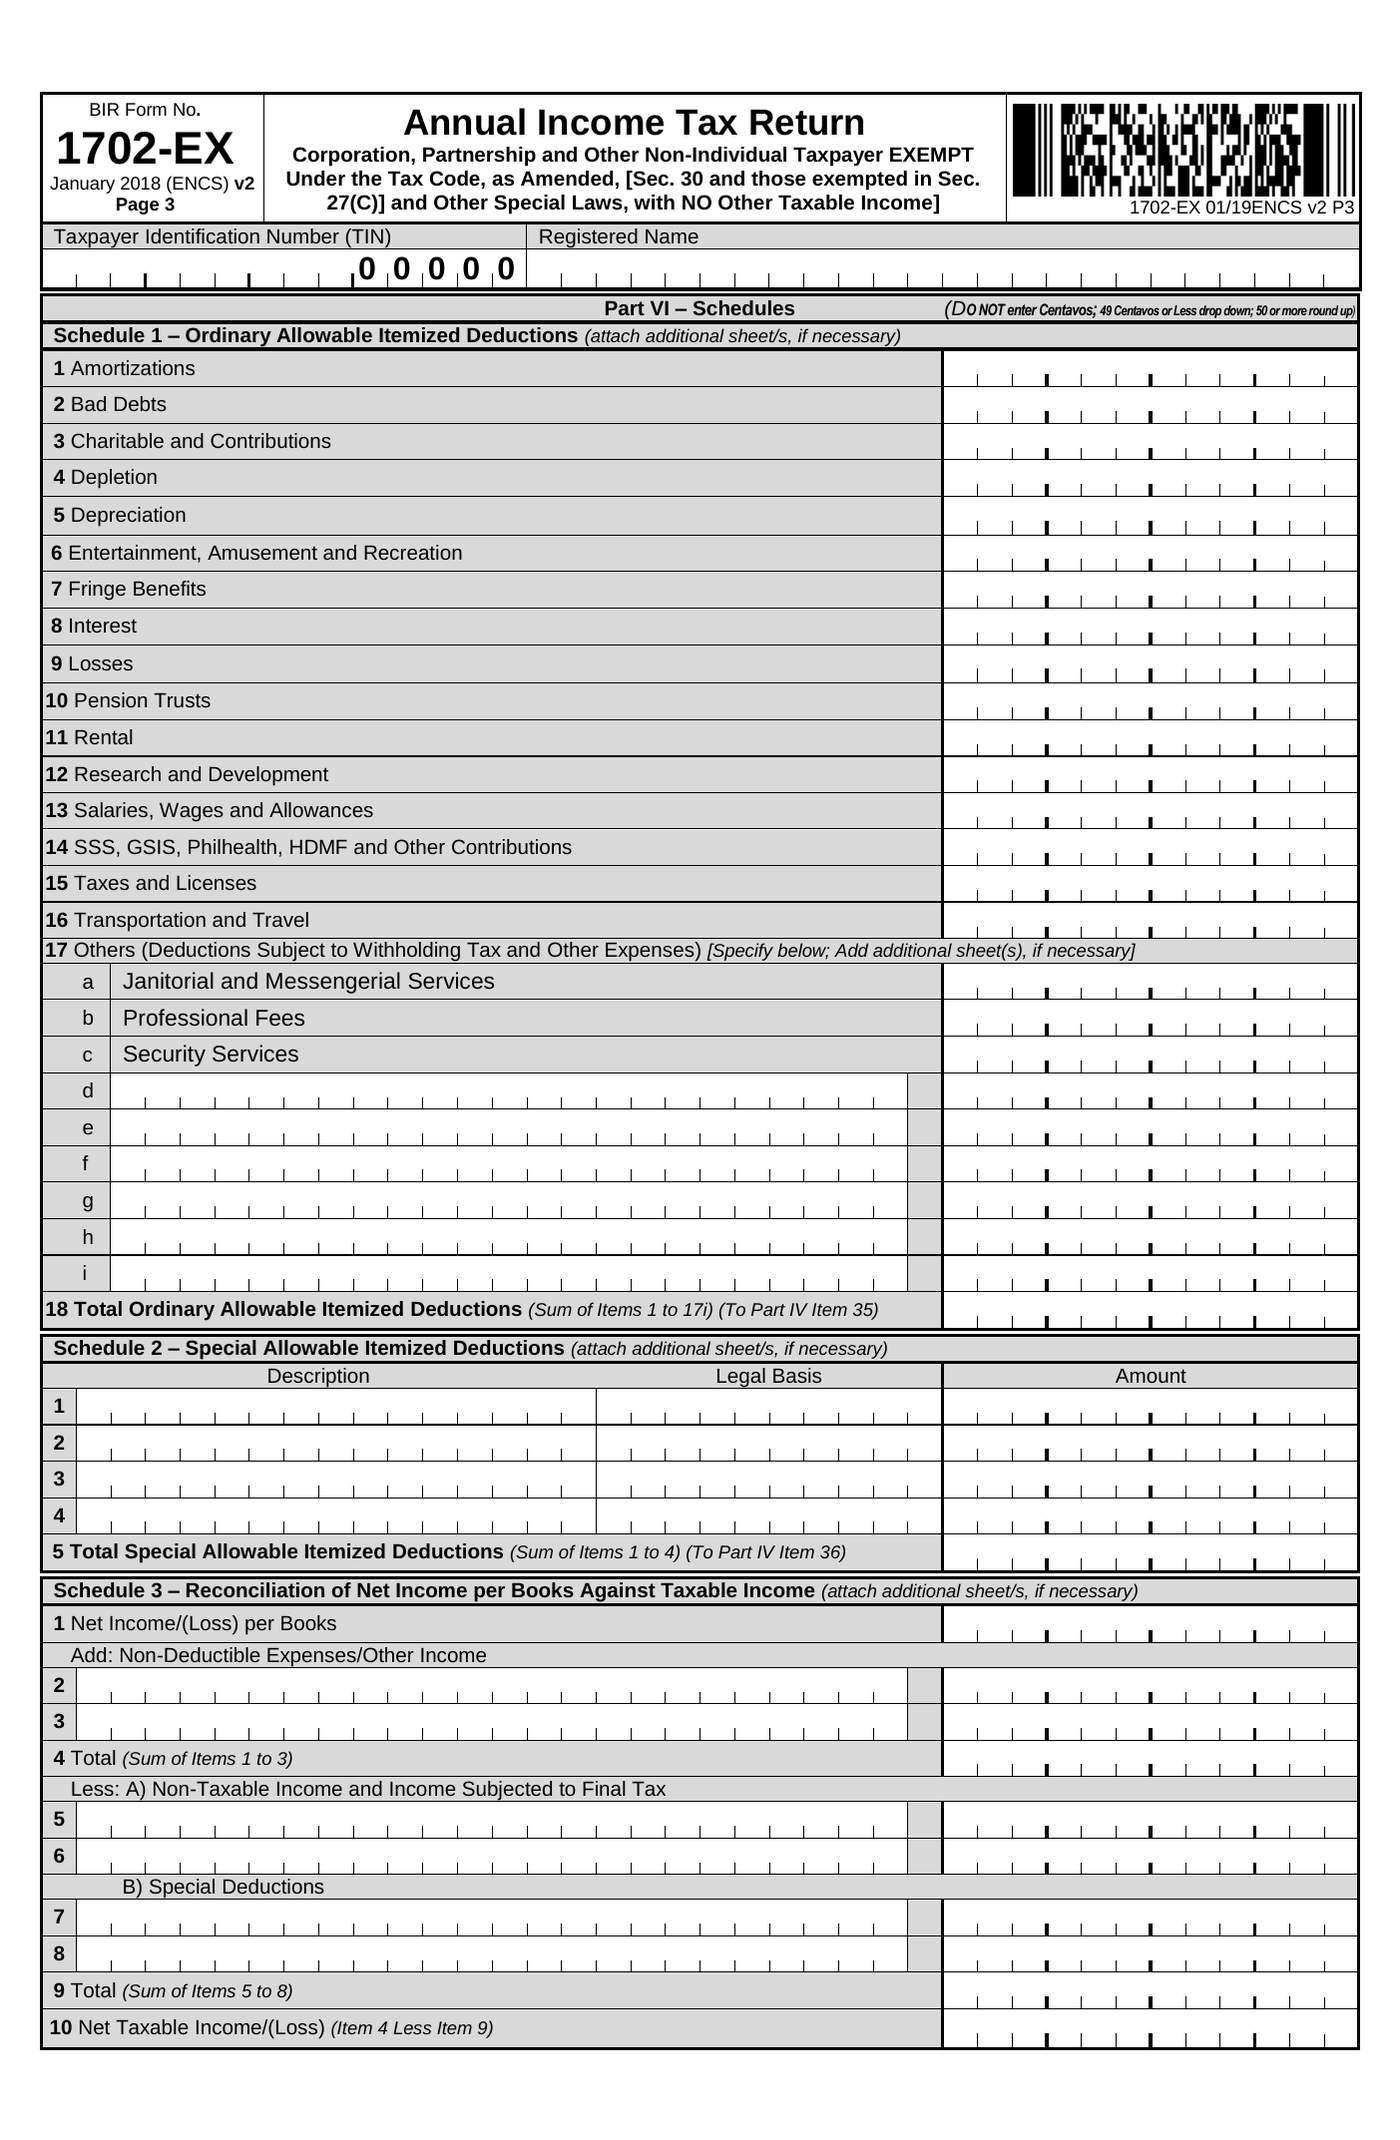 BIR Form No.
1702-EX
January 2018 (ENCS) v2
Page 3
Annual Income Tax Return
Corporation, Partnership and Other Non-Individual Taxpayer EXEMPT
Under the Tax Code, as Amended, [Sec. 30 and those exempted in Sec.
27(C)] and Other Special Laws, with NO Other Taxable Income]
1702-EX 01/19ENCS v2 P3
Taxpayer Identification Number (TIN)
Registered Name
0 0 0 0 0
Part VI – Schedules
(DO NOT enter Centavos; 49 Centavos or Less drop down; 50 or more round up)
Schedule 1 – Ordinary Allowable Itemized Deductions (attach additional sheet/s, if necessary)
1 Amortizations
2 Bad Debts
3 Charitable and Contributions
4 Depletion
5 Depreciation
6 Entertainment, Amusement and Recreation
7 Fringe Benefits
8 Interest
9 Losses
10 Pension Trusts
11 Rental
12 Research and Development
13 Salaries, Wages and Allowances
14 SSS, GSIS, Philhealth, HDMF and Other Contributions
15 Taxes and Licenses
16 Transportation and Travel
17 Others (Deductions Subject to Withholding Tax and Other Expenses) [Specify below; Add additional sheet(s), if necessary]
a Janitorial and Messengerial Services
b Professional Fees
c Security Services
d
e
f
g
h
i
18 Total Ordinary Allowable Itemized Deductions (Sum of Items 1 to 17i) (To Part IV Item 35)
Schedule 2 – Special Allowable Itemized Deductions (attach additional sheet/s, if necessary)
Description Legal Basis Amount
1
2
3
4
5 Total Special Allowable Itemized Deductions (Sum of Items 1 to 4) (To Part IV Item 36)
Schedule 3 – Reconciliation of Net Income per Books Against Taxable Income (attach additional sheet/s, if necessary)
1 Net Income/(Loss) per Books
Add: Non-Deductible Expenses/Other Income
2
3
4 Total (Sum of Items 1 to 3)
Less: A) Non-Taxable Income and Income Subjected to Final Tax
5
6
B) Special Deductions
7
8
9 Total (Sum of Items 5 to 8)
10 Net Taxable Income/(Loss) (Item 4 Less Item 9)